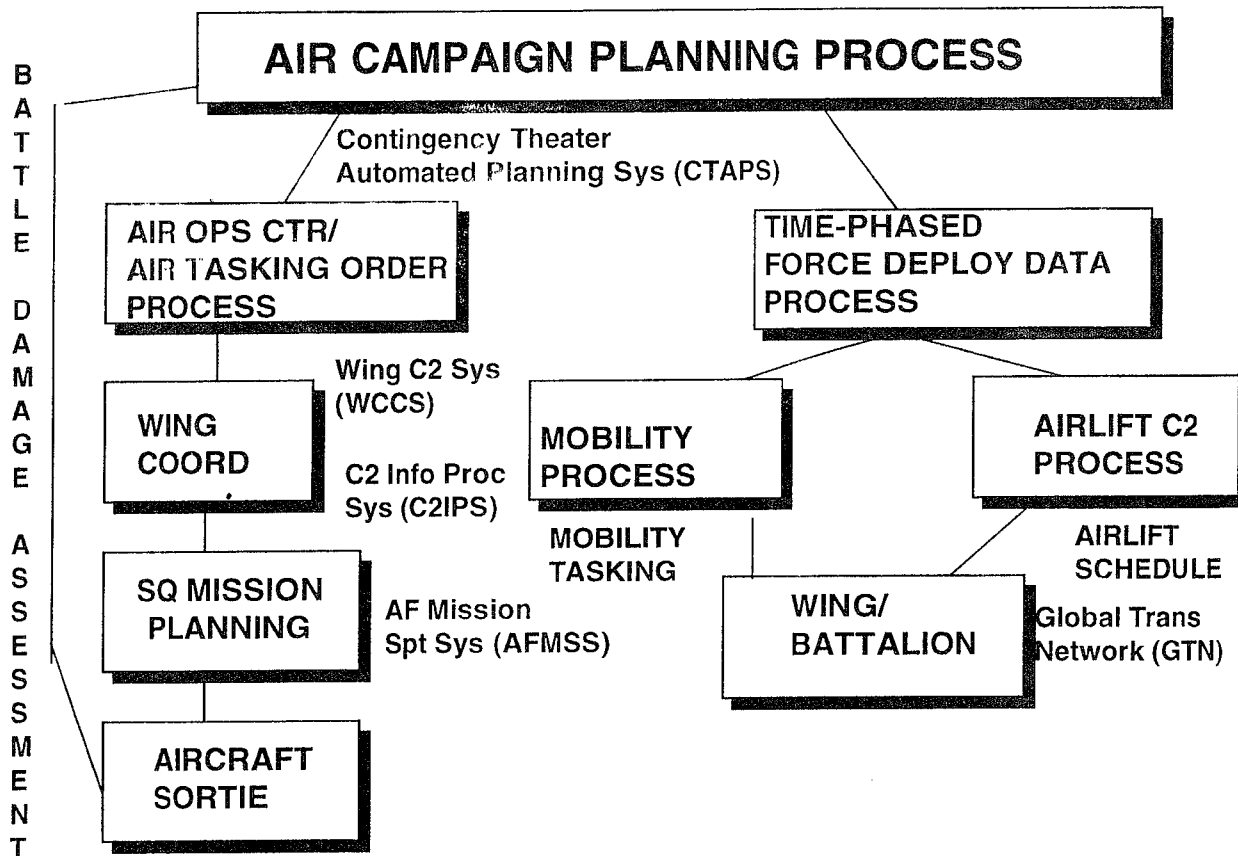 AIR CAMPAIGN PLANNING PROCESS
BATTLE DAMAGE ASSESSMENT
Contingency Theater
Automated Planning Sys (CTAPS)
AIR OPS CTR/
AIR TASKING ORDER
PROCESS
TIME-PHASED
FORCE DEPLOY DATA
PROCESS
Wing C2 Sys
(WCCS)
WING
COORD
C2 Info Proc
Sys (C2IPS)
MOBILITY
PROCESS
AIRLIFT C2
PROCESS
MOBILITY
TASKING
AIRLIFT
SCHEDULE
SQ MISSION
PLANNING
AF Mission
Spt Sys (AFMSS)
WING/
BATTALION
Global Trans
Network (GTN)
AIRCRAFT
SORTIE